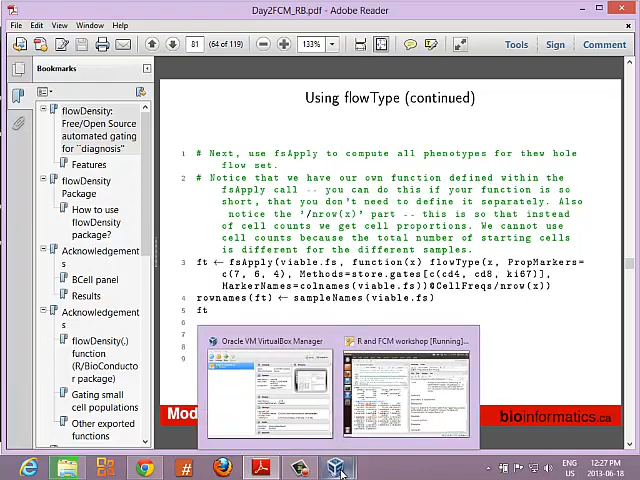 Day2FCM_RB.pdf - Adobe Reader
File Edit View Window Help
81 (64 of 119) 133% Tools Sign Comment
Bookmarks
flowDensity:
Free/Open Source
automated gating
for ``diagnosis''
Features
flowDensity
Package
How to use
flowDensity
package?
Acknowledgement
s
BCell panel
Results
Acknowledgement
s
flowType(.)
function
(R/BioConducto
r package)
Gating small
cell populations
Other exported
functions
Using flowType (continued)
1 # Next, use fsApply to compute all phenotypes for thew hole
flow set.
2 # Notice that we have our own function defined within the
fsApply call -- you can do this if your function is so
short, that you don't need to define it separately. Also
notice the '/nrow(x)' part -- this is so that instead
of cell counts we get cell proportions. We cannot use
cell counts because the total number of starting cells
is different for the different samples.
3 ft ← fsApply(viable.fs, function(x) flowType(x, PropMarkers=
c(7, 6, 4), Methods=store.gates[c(cd4, cd8, ki67)],
MarkerNames=colnames(viable.fs))@CellFreqs/nrow(x))
4 rownames(ft) ← sampleNames(viable.fs)
5 ft
6
7
8
9
Oracle VM VirtualBox Manager
R and FCM workshop [Running]...
Mod
bioinformatics.ca
ENG
US
12:27 PM
2013-06-18